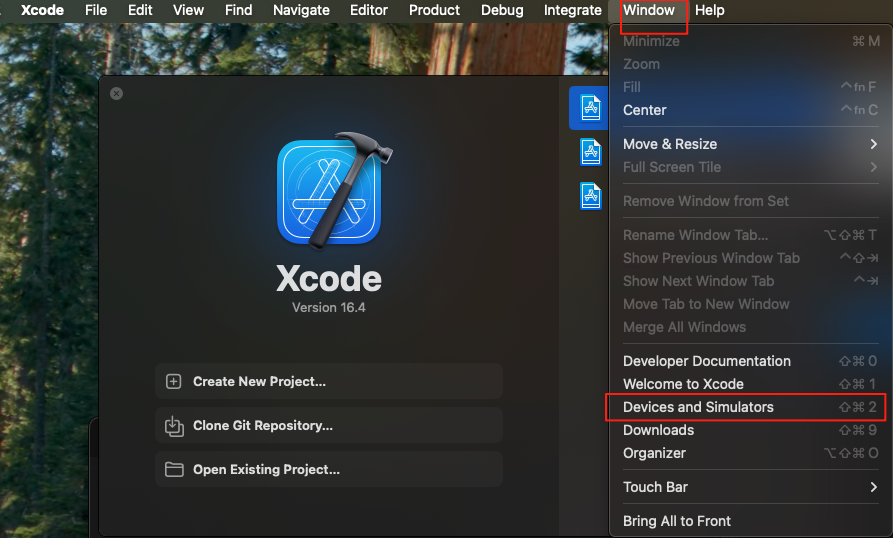 Xcode File Edit View Find Navigate Editor Product Debug Integrate Window Help
Minimize ⌘ M
Zoom
Fill ^ fn F
Center ^ fn C
Move & Resize
Full Screen Tile
Remove Window from Set
Rename Window Tab... ⌥⇧⌘ T
Show Previous Window Tab ^⇧⇥
Show Next Window Tab ^⇥
Move Tab to New Window
Merge All Windows
Developer Documentation ⇧⌘ 0
Welcome to Xcode ⇧⌘ 1
Devices and Simulators ⇧⌘ 2
Downloads ⇧⌘ 9
Organizer ⌥⇧⌘ O
Touch Bar
Bring All to Front
Xcode
Version 16.4
Create New Project...
Clone Git Repository...
Open Existing Project...